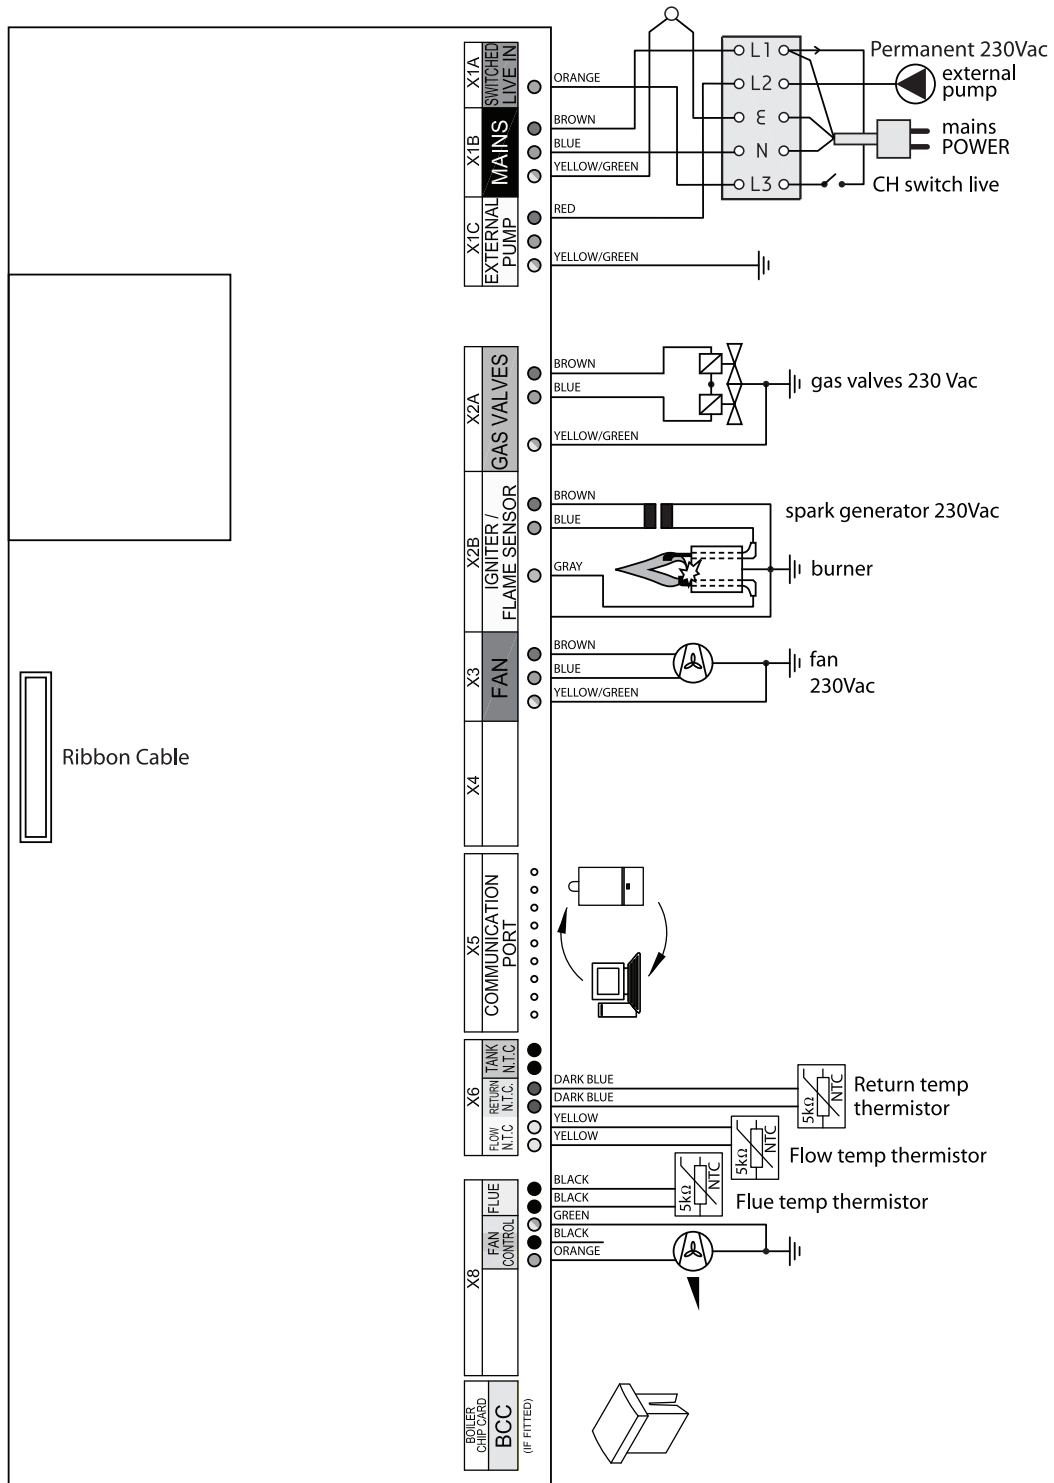 X1A
SWITCHED
LIVE IN
ORANGE
X1B
MAINS
BROWN
BLUE
YELLOW/GREEN
X1C
EXTERNAL
PUMP
RED
YELLOW/GREEN
L1
L2
Ɛ
N
L3
Permanent 230Vac
external
pump
mains
POWER
CH switch live
X2A
GAS VALVES
BROWN
BLUE
YELLOW/GREEN
gas valves 230 Vac
X2B
IGNITER /
FLAME SENSOR
BROWN
BLUE
GRAY
spark generator 230Vac
burner
X3
FAN
BROWN
BLUE
YELLOW/GREEN
fan
230Vac
Ribbon Cable
X4
X5
COMMUNICATION
PORT
X6
TANK
N.T.C
RETURN
N.T.C.
FLOW
N.T.C
DARK BLUE
DARK BLUE
YELLOW
YELLOW
5kΩ
NTC
Return temp
thermistor
5kΩ
NTC
Flow temp thermistor
5kΩ
NTC
Flue temp thermistor
X8
FLUE
FAN
CONTROL
BLACK
BLACK
GREEN
BLACK
ORANGE
BOILER
CHIP CARD
BCC
(IF FITTED)